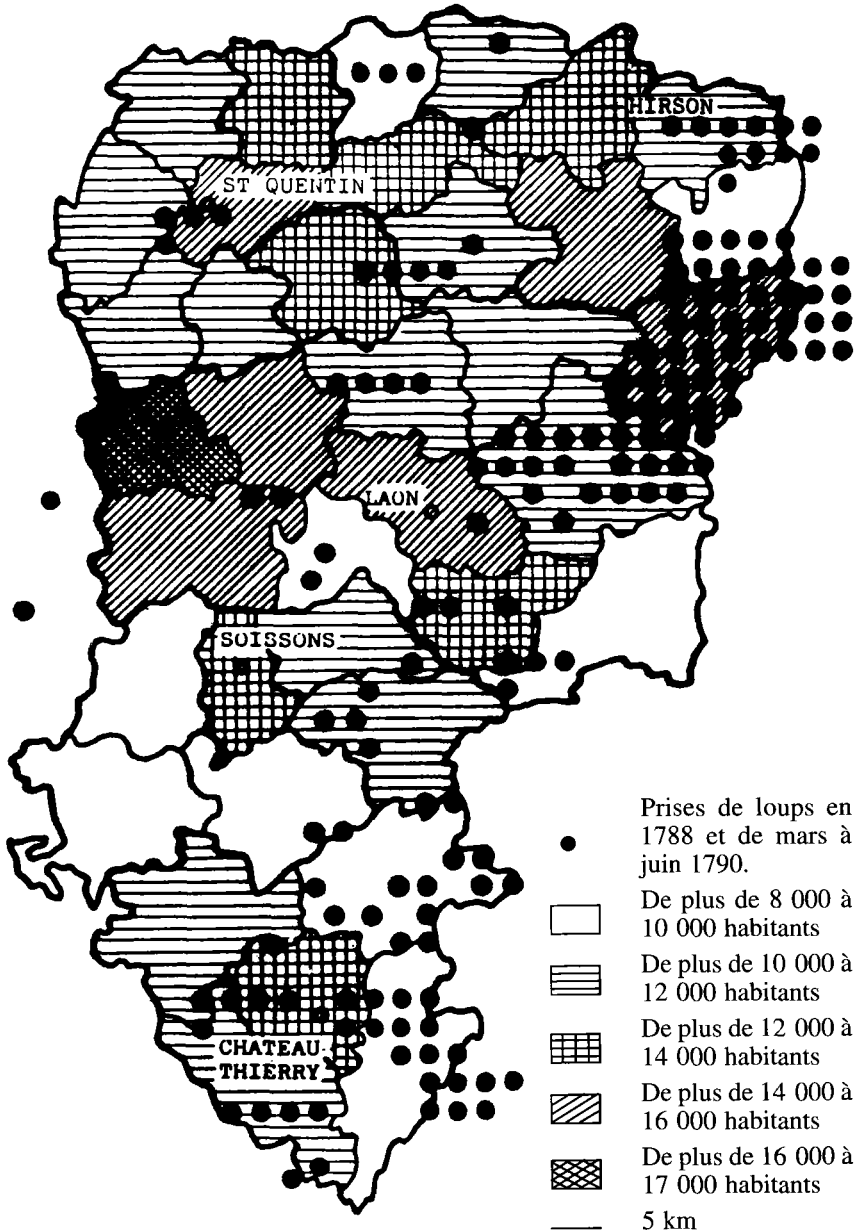 HIRSON
ST QUENTIN
LAON
SOISSONS
CHATEAU-
THIERRY
Prises de loups en
1788 et de mars à
juin 1790.
De plus de 8 000 à
10 000 habitants
De plus de 10 000 à
12 000 habitants
De plus de 12 000 à
14 000 habitants
De plus de 14 000 à
16 000 habitants
De plus de 16 000 à
17 000 habitants
5 km